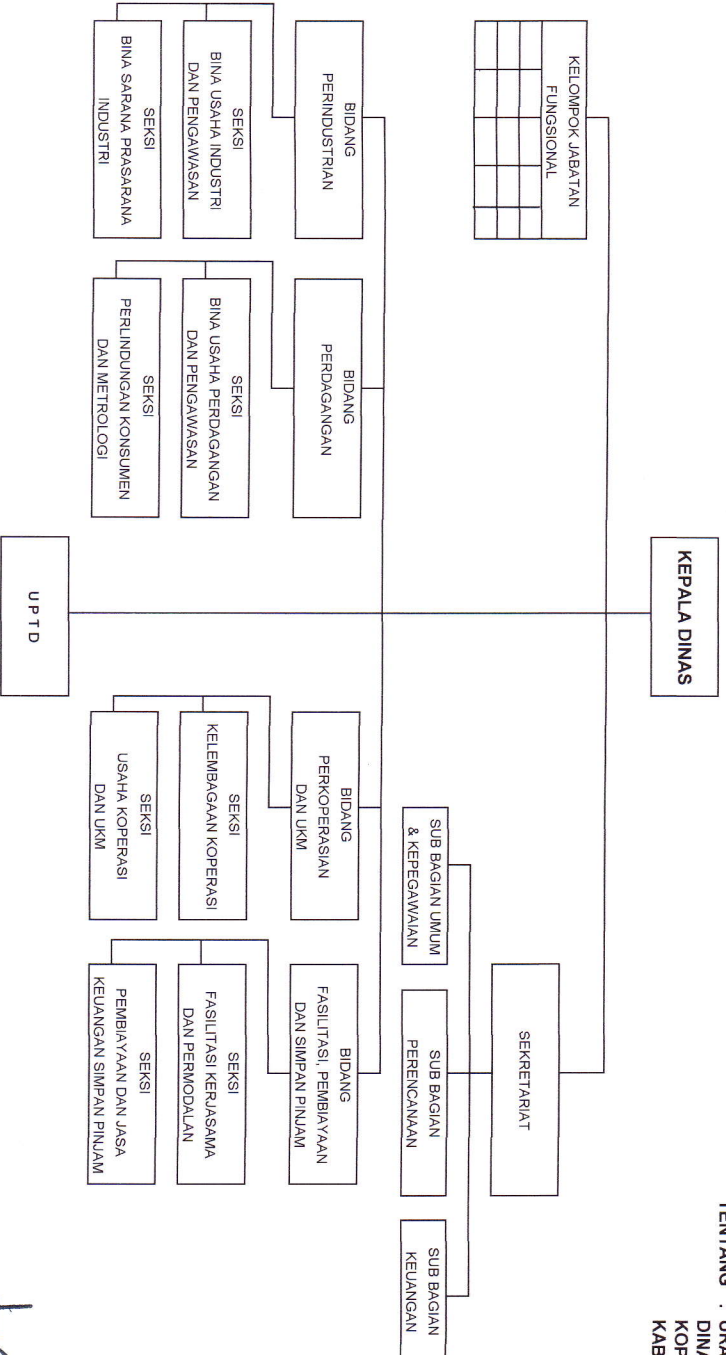 TENTANG :
KEPALA DINAS
KELOMPOK JABATAN
FUNGSIONAL
SEKRETARIAT
SUB BAGIAN UMUM
& KEPEGAWAIAN
SUB BAGIAN
PERENCANAAN
SUB BAGIAN
KEUANGAN
BIDANG
PERINDUSTRIAN
BIDANG
PERDAGANGAN
BIDANG
PERKOPERASIAN
DAN UKM
BIDANG
FASILITASI, PEMBIAYAAN
DAN SIMPAN PINJAM
SEKSI
BINA USAHA INDUSTRI
DAN PENGAWASAN
SEKSI
BINA USAHA PERDAGANGAN
DAN PENGAWASAN
SEKSI
KELEMBAGAAN KOPERASI
SEKSI
FASILITASI KERJASAMA
DAN PERMODALAN
SEKSI
BINA SARANA PRASARANA
INDUSTRI
SEKSI
PERLINDUNGAN KONSUMEN
DAN METROLOGI
SEKSI
USAHA KOPERASI
DAN UKM
SEKSI
PEMBIAYAAN DAN JASA
KEUANGAN SIMPAN PINJAM
U P T D